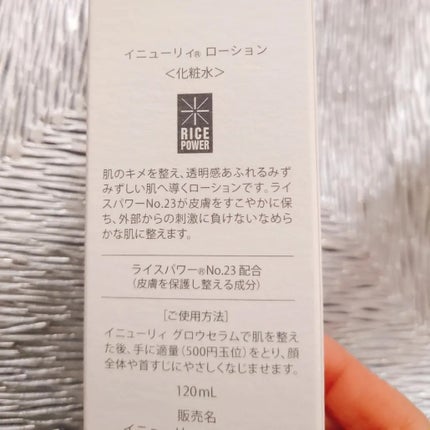 イニューリィ® ローション
＜化粧水＞
RICE
POWER
肌のキメを整え、透明感あふれるみず
みずしい肌へ導くローションです。ライ
スパワーNo.23が皮膚をすこやかに保
ち、外部からの刺激に負けないなめら
かな肌に整えます。
ライスパワー®No.23 配合
（皮膚を保護し整える成分）
［ご使用方法］
イニューリィ グロウセラムで肌を整え
た後、手に適量（500円玉位）をとり、顔
全体や首すじにやさしくなじませます。
120mL
販売名